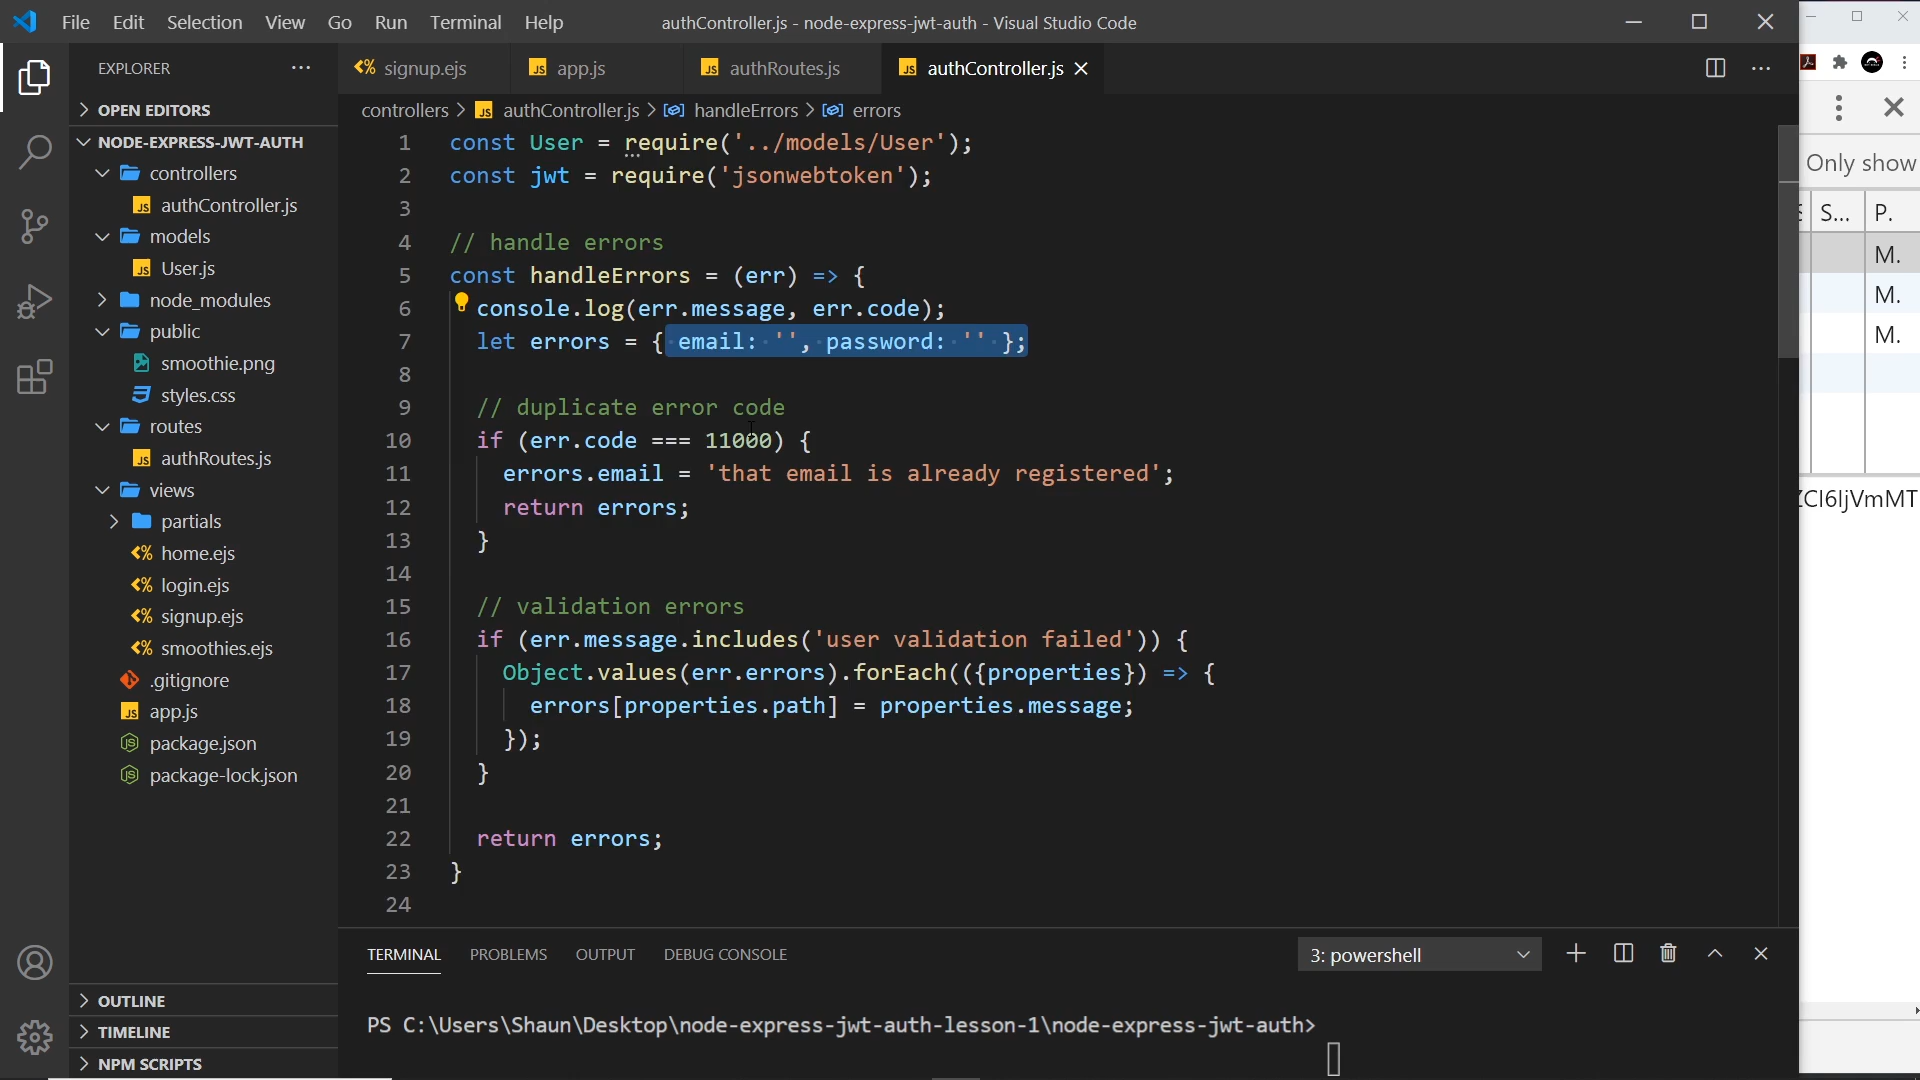 File Edit Selection View Go Run Terminal Help
authController.js - node-express-jwt-auth - Visual Studio Code
EXPLORER
OPEN EDITORS
NODE-EXPRESS-JWT-AUTH
controllers
JS authController.js
models
JS User.js
node_modules
public
smoothie.png
styles.css
routes
JS authRoutes.js
views
partials
<% home.ejs
<% login.ejs
<% signup.ejs
<% smoothies.ejs
.gitignore
JS app.js
package.json
package-lock.json
OUTLINE
TIMELINE
NPM SCRIPTS
<% signup.ejs
JS app.js
JS authRoutes.js
JS authController.js
controllers > JS authController.js > handleErrors > errors
1 const User = require('../models/User');
2 const jwt = require('jsonwebtoken');
3
4 // handle errors
5 const handleErrors = (err) => {
6 console.log(err.message, err.code);
7 let errors = { email: '', password: '' };
8
9 // duplicate error code
10 if (err.code === 11000) {
11 errors.email = 'that email is already registered';
12 return errors;
13 }
14
15 // validation errors
16 if (err.message.includes('user validation failed')) {
17 Object.values(err.errors).forEach(({properties}) => {
18 errors[properties.path] = properties.message;
19 });
20 }
21
22 return errors;
23 }
24
TERMINAL PROBLEMS OUTPUT DEBUG CONSOLE
3: powershell
PS C:\Users\Shaun\Desktop\node-express-jwt-auth-lesson-1\node-express-jwt-auth>
Only show
S... P.
M.
M.
M.